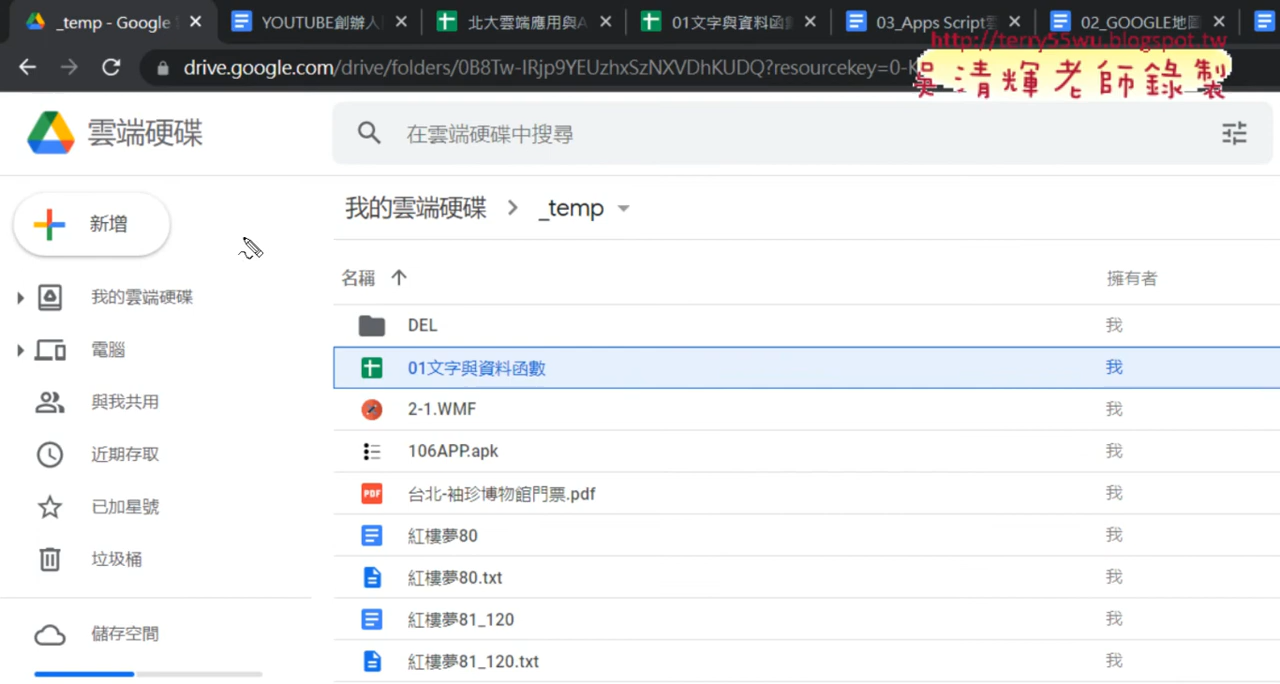 _temp - Google
YOUTUBE創辦人
北大雲端應用與A
01文字與資料函
03_Apps Script
02_GOOGLE地圖
http://terry55wu.blogspot.tw
drive.google.com/drive/folders/0B8Tw-IRjp9YEUzhxSzNXVDhKUDQ?resourcekey=0-
吳清輝老師錄製
雲端硬碟
在雲端硬碟中搜尋
新增
我的雲端硬碟
電腦
與我共用
近期存取
已加星號
垃圾桶
儲存空間
我的雲端硬碟 > _temp
名稱 擁有者
DEL 我
01文字與資料函數 我
2-1.WMF 我
106APP.apk 我
PDF 台北-袖珍博物館門票.pdf 我
紅樓夢80 我
紅樓夢80.txt 我
紅樓夢81_120 我
紅樓夢81_120.txt 我